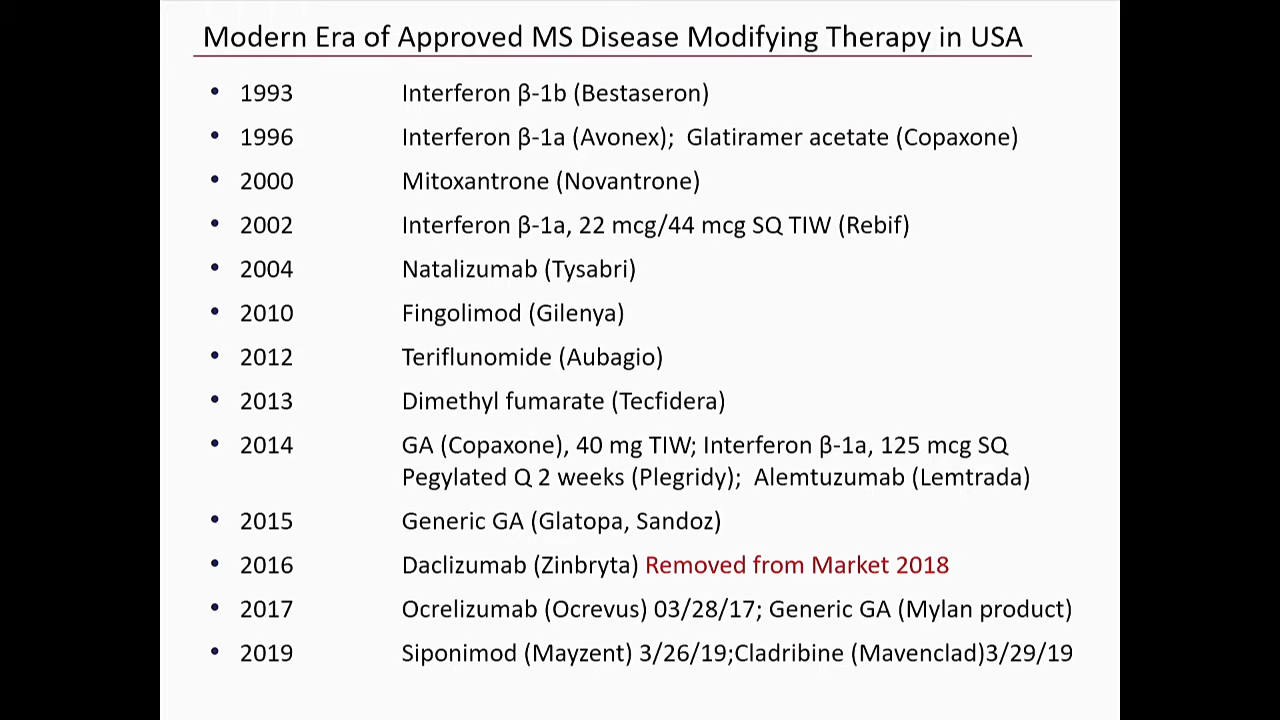 Modern Era of Approved MS Disease Modifying Therapy in USA
• 1993 Interferon β-1b (Bestaseron)
• 1996 Interferon β-1a (Avonex);  Glatiramer acetate (Copaxone)
• 2000 Mitoxantrone (Novantrone)
• 2002 Interferon β-1a, 22 mcg/44 mcg SQ TIW (Rebif)
• 2004 Natalizumab (Tysabri)
• 2010 Fingolimod (Gilenya)
• 2012 Teriflunomide (Aubagio)
• 2013 Dimethyl fumarate (Tecfidera)
• 2014 GA (Copaxone), 40 mg TIW; Interferon β-1a, 125 mcg SQ
Pegylated Q 2 weeks (Plegridy);  Alemtuzumab (Lemtrada)
• 2015 Generic GA (Glatopa, Sandoz)
• 2016 Daclizumab (Zinbryta) Removed from Market 2018
• 2017 Ocrelizumab (Ocrevus) 03/28/17; Generic GA (Mylan product)
• 2019 Siponimod (Mayzent) 3/26/19;Cladribine (Mavenclad)3/29/19